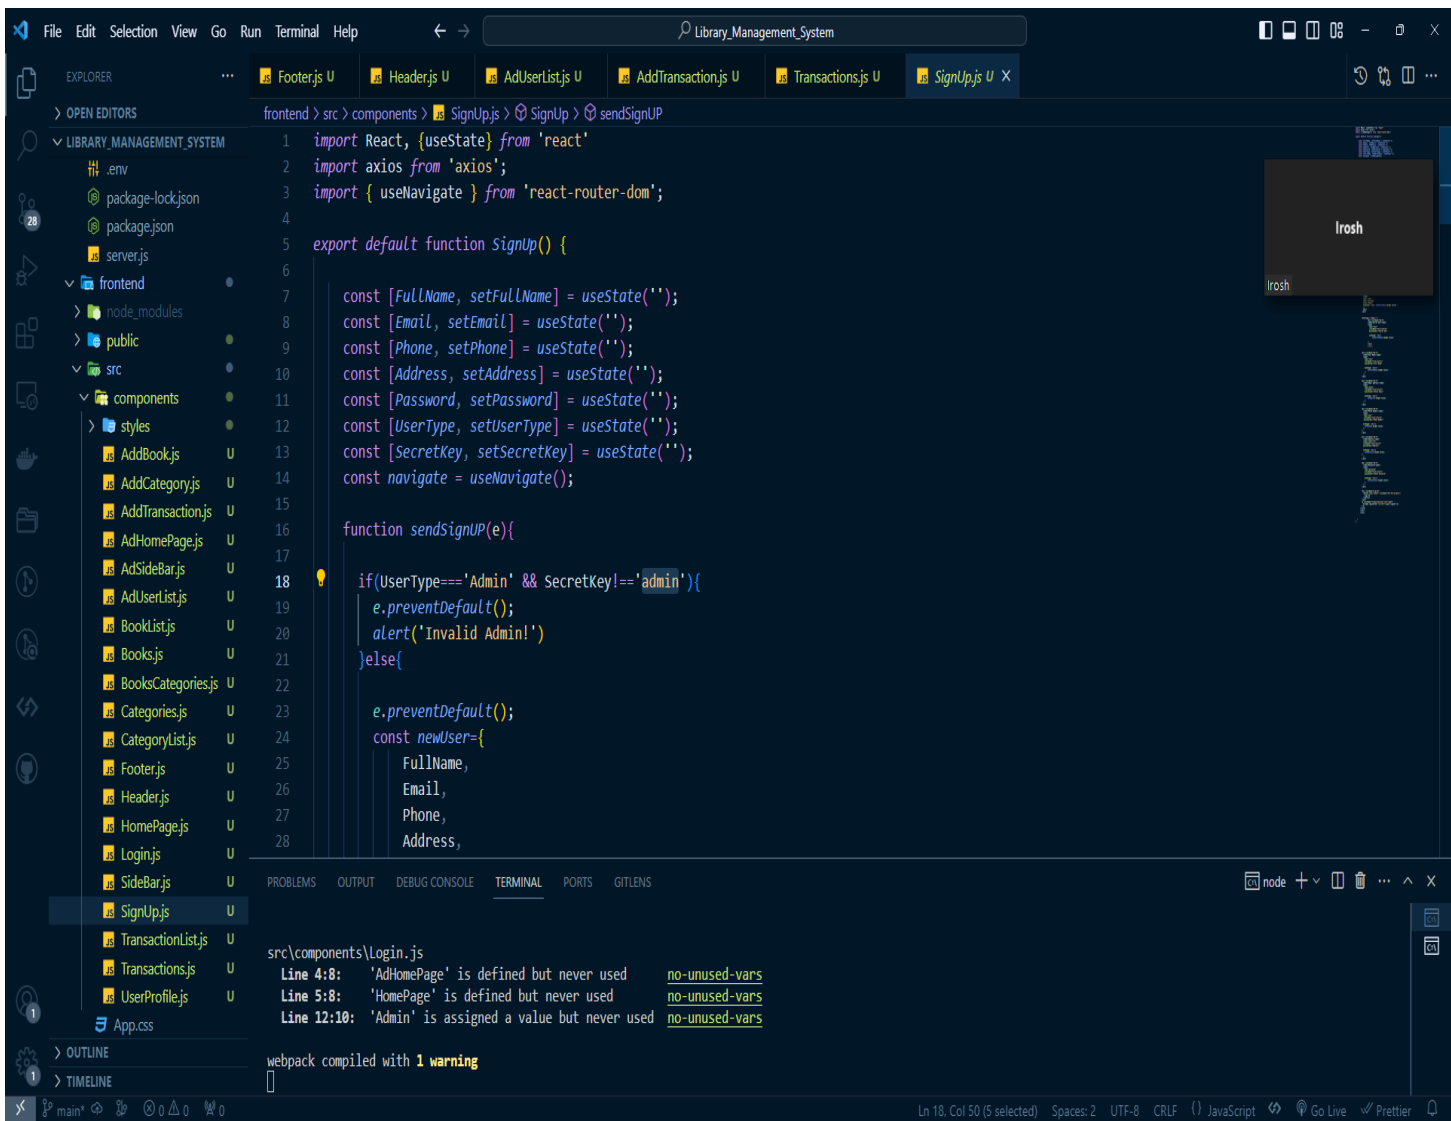 File Edit Selection View Go Run Terminal Help
Library_Management_System
EXPLORER
OPEN EDITORS
LIBRARY_MANAGEMENT_SYSTEM
.env
package-lock.json
package.json
server.js
frontend
node_modules
public
src
components
styles
AddBook.js U
AddCategory.js U
AddTransaction.js U
AdHomePage.js U
AdSideBar.js U
AdUserList.js U
BookList.js U
Books.js U
BooksCategories.js U
Categories.js U
CategoryList.js U
Footer.js U
Header.js U
HomePage.js U
Login.js U
SideBar.js U
SignUp.js U
TransactionList.js U
Transactions.js U
UserProfile.js U
App.css
OUTLINE
TIMELINE
28
1
1
Footer.js U Header.js U AdUserList.js U AddTransaction.js U Transactions.js U SignUp.js U
frontend > src > components > SignUp.js > SignUp > sendSignUP
1 import React, {useState} from 'react'
2 import axios from 'axios';
3 import { useNavigate } from 'react-router-dom';
4
5 export default function SignUp() {
6
7 const [FullName, setFullName] = useState('');
8 const [Email, setEmail] = useState('');
9 const [Phone, setPhone] = useState('');
10 const [Address, setAddress] = useState('');
11 const [Password, setPassword] = useState('');
12 const [UserType, setUserType] = useState('');
13 const [SecretKey, setSecretKey] = useState('');
14 const navigate = useNavigate();
15
16 function sendSignUP(e){
17
18 if(UserType==='Admin' && SecretKey!=='admin'){
19 e.preventDefault();
20 alert('Invalid Admin!')
21 }else{
22
23 e.preventDefault();
24 const newUser={
25 FullName,
26 Email,
27 Phone,
28 Address,
Irosh
Irosh
PROBLEMS OUTPUT DEBUG CONSOLE TERMINAL PORTS GITLENS
node
src\components\Login.js
Line 4:8: 'AdHomePage' is defined but never used no-unused-vars
Line 5:8: 'HomePage' is defined but never used no-unused-vars
Line 12:10: 'Admin' is assigned a value but never used no-unused-vars
webpack compiled with 1 warning
main* 0 0 0
Ln 18, Col 50 (5 selected) Spaces: 2 UTF-8 CRLF {} JavaScript Go Live Prettier